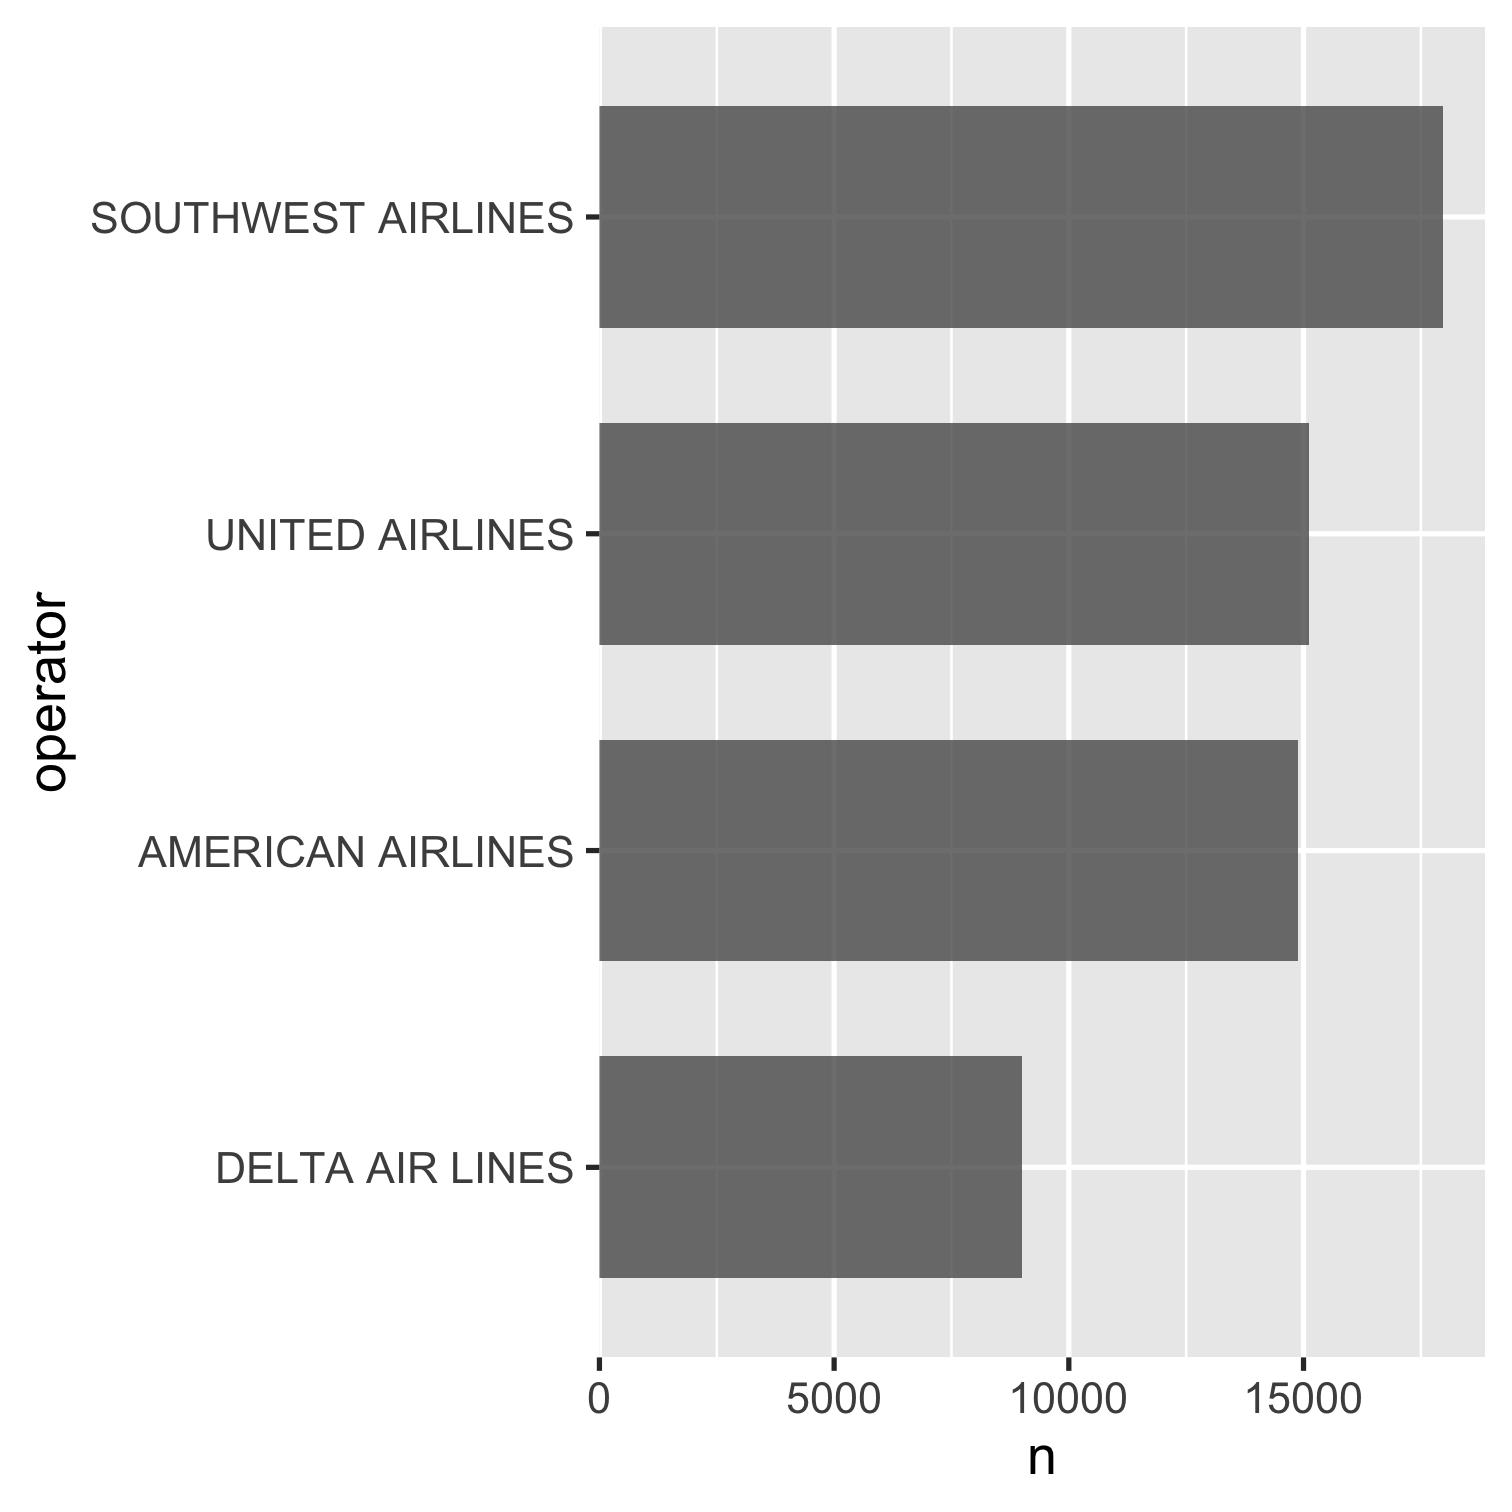 SOUTHWEST AIRLINES
UNITED AIRLINES
AMERICAN AIRLINES
DELTA AIR LINES
operator
0 5000 10000 15000
n